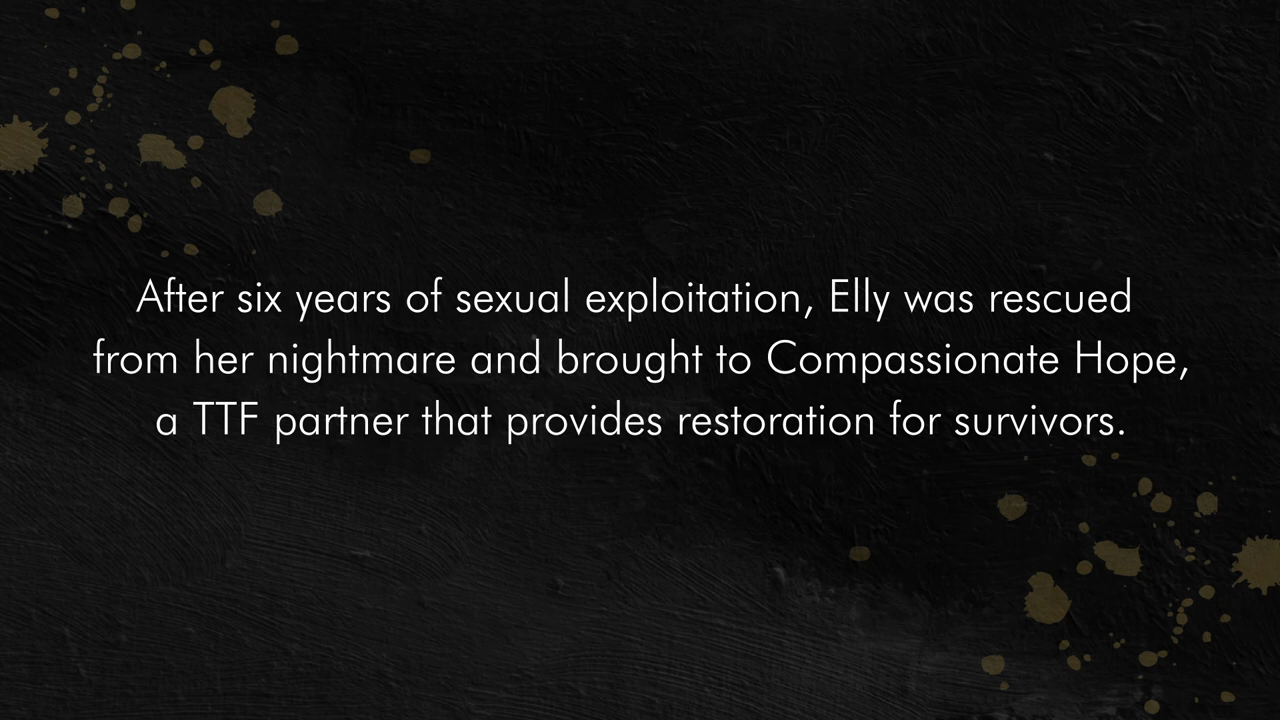 After six years of sexual exploitation, Elly was rescued
from her nightmare and brought to Compassionate Hope,
a TTF partner that provides restoration for survivors.